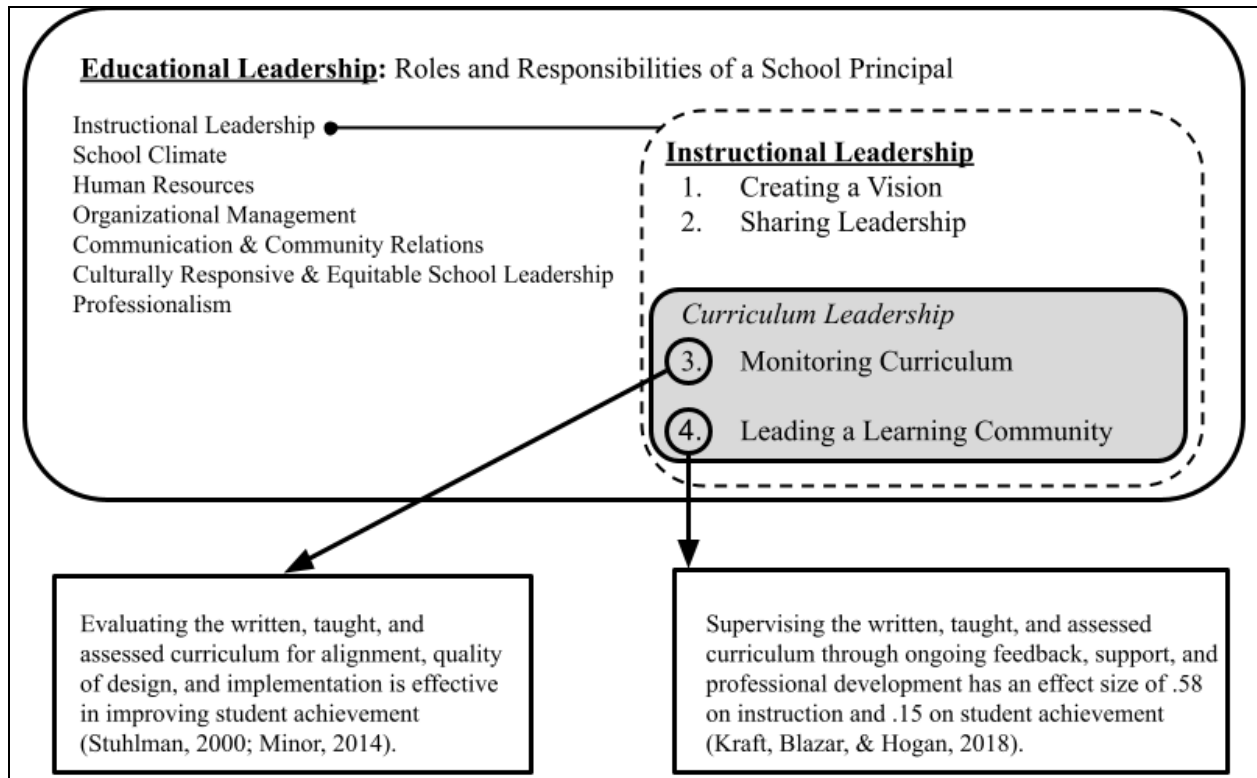 Educational Leadership: Roles and Responsibilities of a School Principal
Instructional Leadership
School Climate
Human Resources
Organizational Management
Communication & Community Relations
Culturally Responsive & Equitable School Leadership
Professionalism
Instructional Leadership
1. Creating a Vision
2. Sharing Leadership
Curriculum Leadership
3. Monitoring Curriculum
4. Leading a Learning Community
Evaluating the written, taught, and
assessed curriculum for alignment, quality
of design, and implementation is effective
in improving student achievement
(Stuhlman, 2000; Minor, 2014).
Supervising the written, taught, and assessed
curriculum through ongoing feedback, support, and
professional development has an effect size of .58
on instruction and .15 on student achievement
(Kraft, Blazar, & Hogan, 2018).